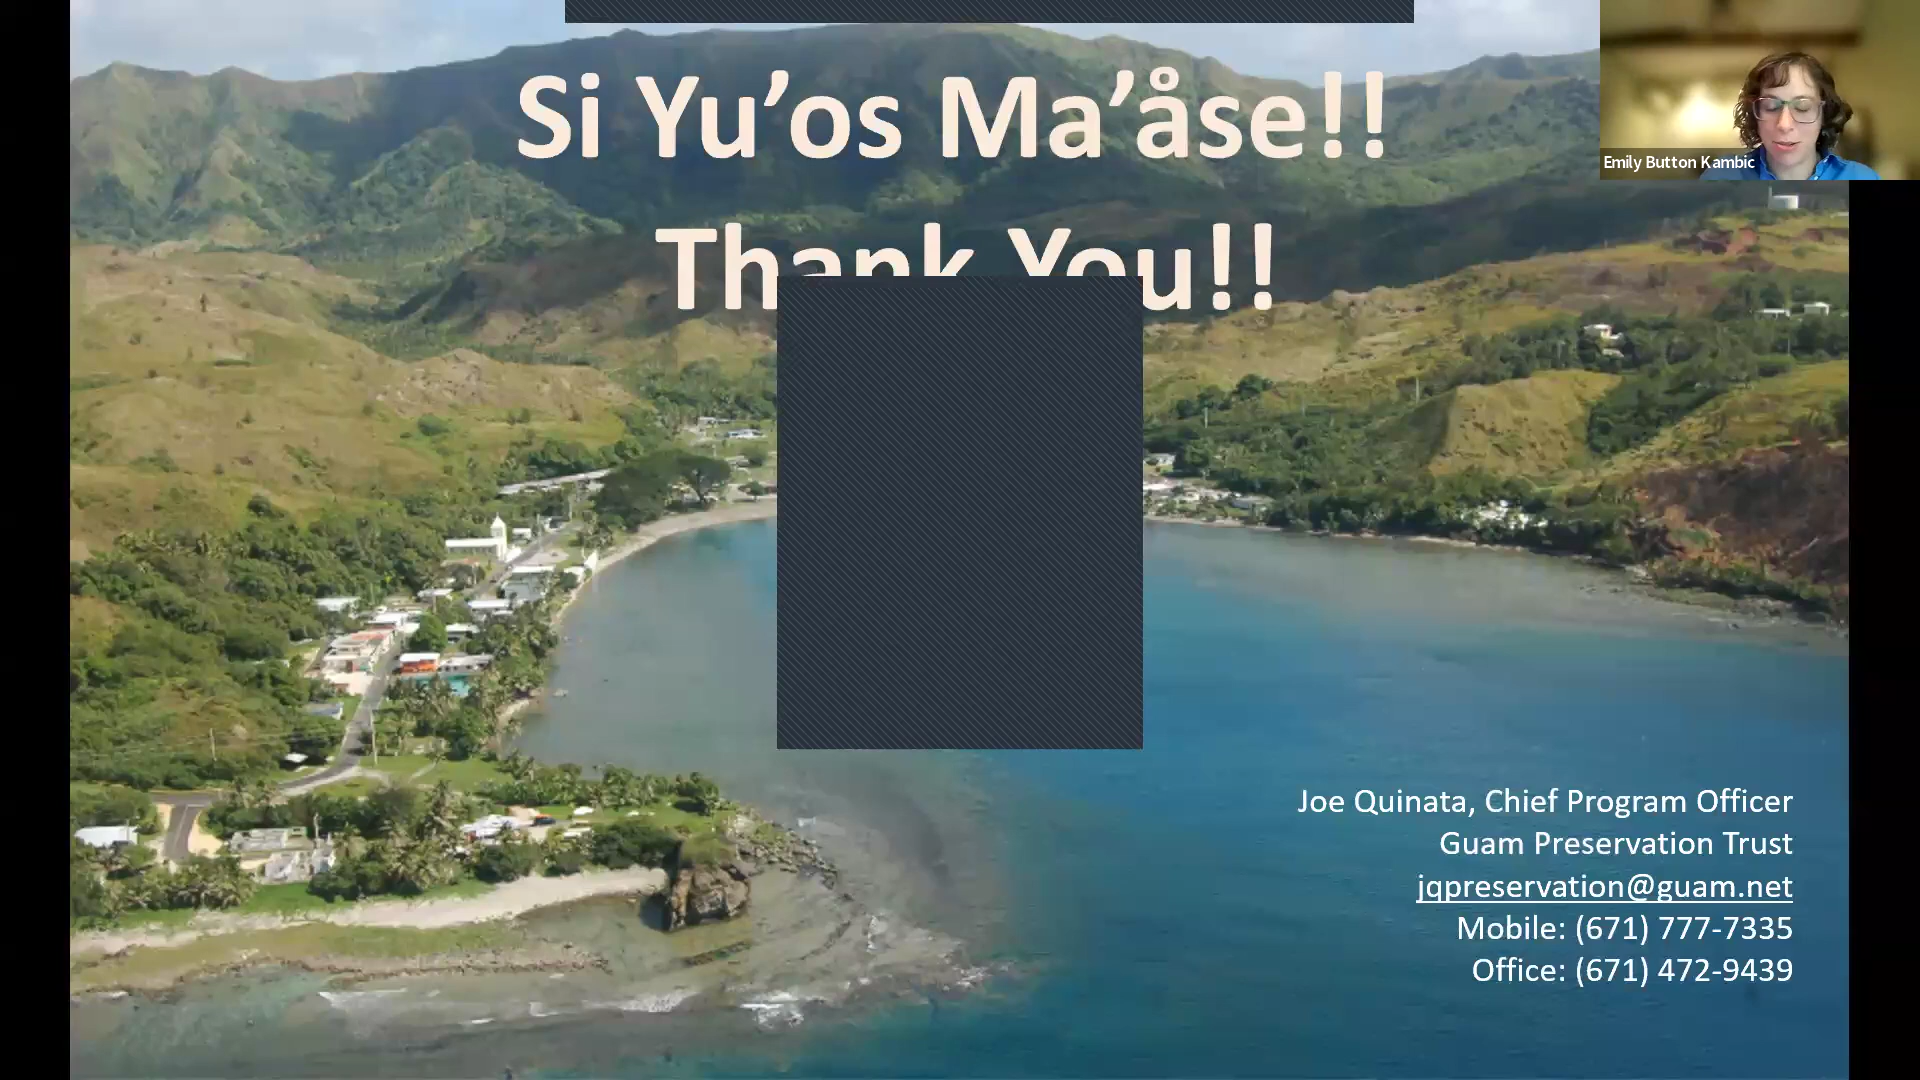 Si Yu’os Ma’åse!!
Thank You!!
Emily Button Kambic
Joe Quinata, Chief Program Officer
Guam Preservation Trust
jqpreservation@guam.net
Mobile: (671) 777-7335
Office: (671) 472-9439